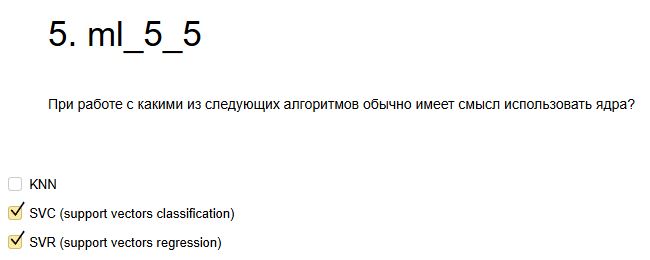 5. ml_5_5
При работе с какими из следующих алгоритмов обычно имеет смысл использовать ядра?
KNN
SVC (support vectors classification)
SVR (support vectors regression)